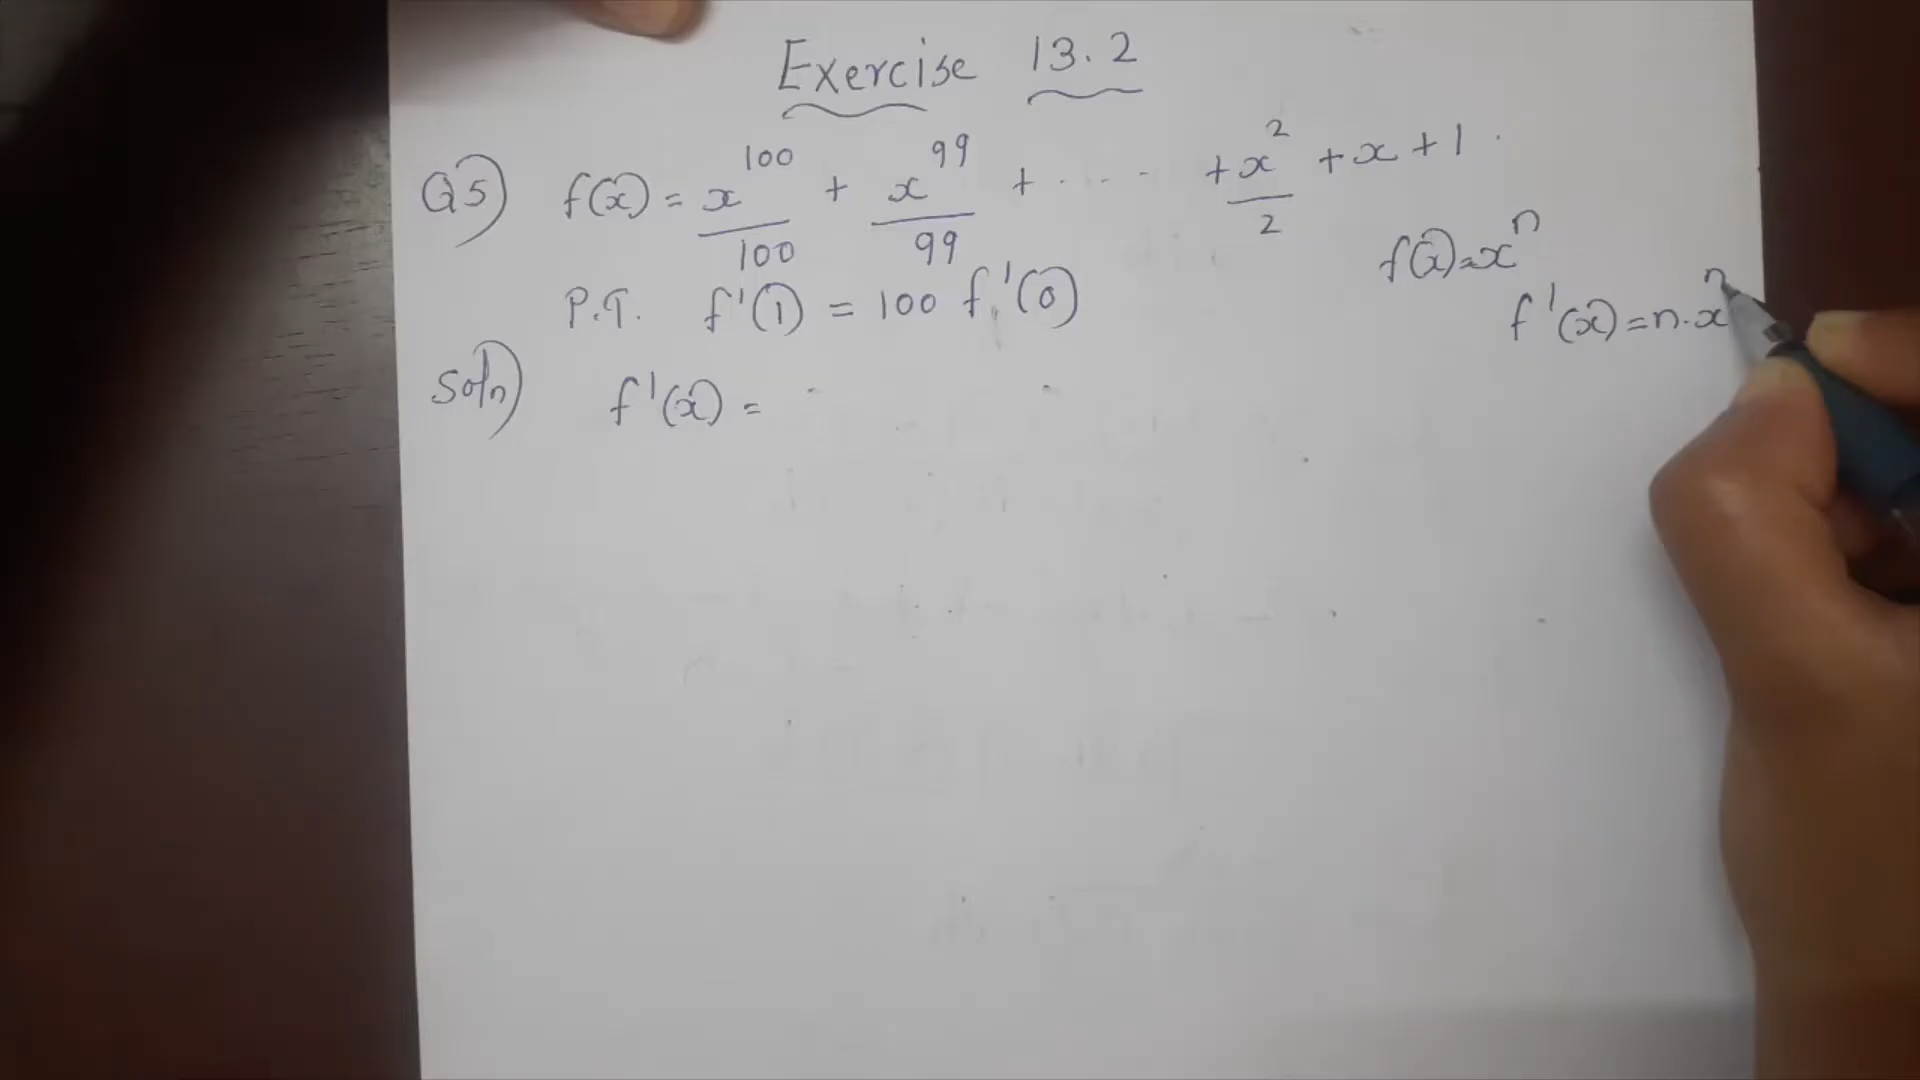 Exercise 13.2
Q5) f(x) = x^100/100 + x^99/99 + ..... + x^2/2 + x + 1.
f(x) = x^n
P.T. f'(1) = 100 f'(0)
f'(x) = n.x^n
Soln) f'(x) =